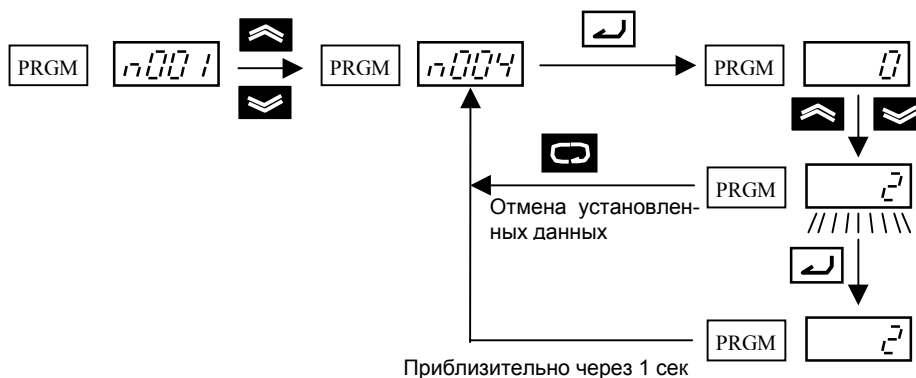 PRGM n001 PRGM n004 PRGM 0
PRGM 2
Отмена установлен-
ных данных
PRGM 2
Приблизительно через 1 сек